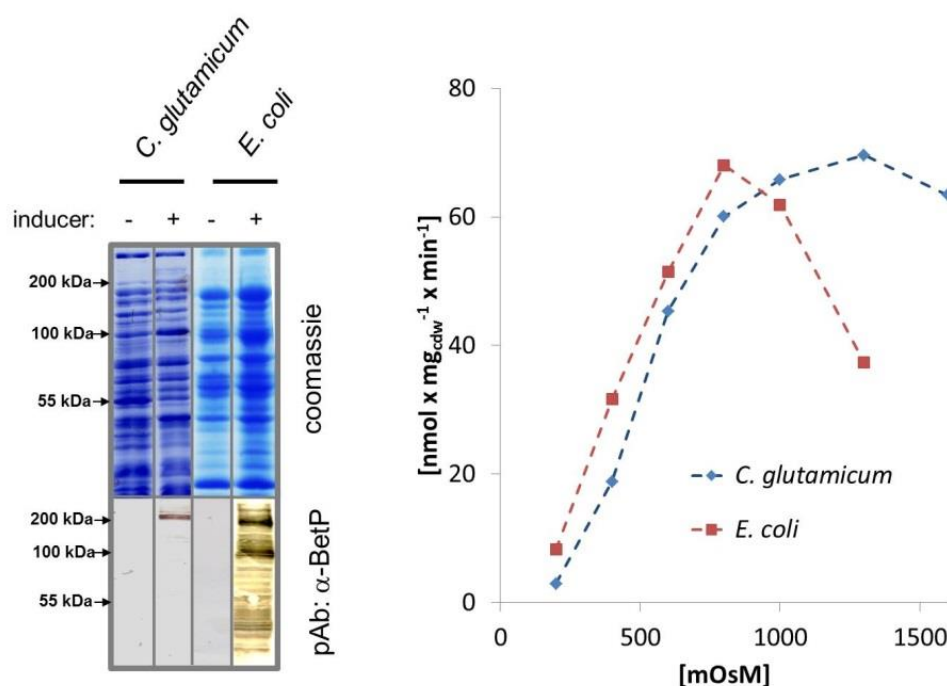 C. glutamicum
E. coli
inducer: - + - +
200 kDa
100 kDa
55 kDa
coomassie
200 kDa
100 kDa
55 kDa
pAb: α-BetP
80
60
40
20
0
[nmol x mg_cdw^-1 x min^-1]
C. glutamicum
E. coli
0 500 1000 1500
[mOsM]